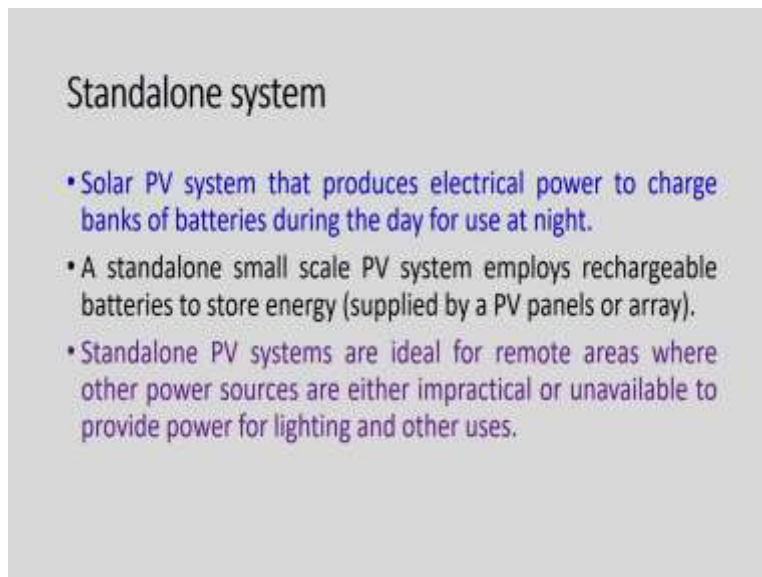 Standalone system
• Solar PV system that produces electrical power to charge
banks of batteries during the day for use at night.
• A standalone small scale PV system employs rechargeable
batteries to store energy (supplied by a PV panels or array).
• Standalone PV systems are ideal for remote areas where
other power sources are either impractical or unavailable to
provide power for lighting and other uses.